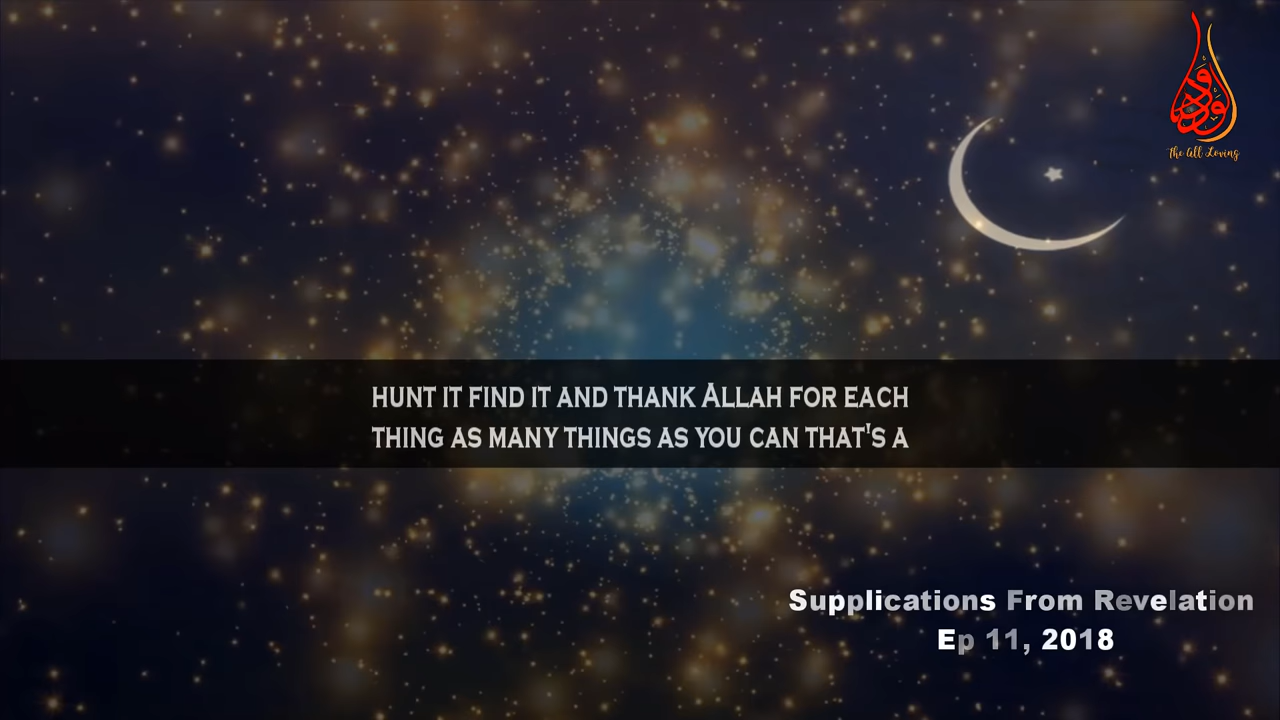 The All Loving
HUNT IT FIND IT AND THANK ALLAH FOR EACH
THING AS MANY THINGS AS YOU CAN THAT'S A
Supplications From Revelation
Ep 11, 2018